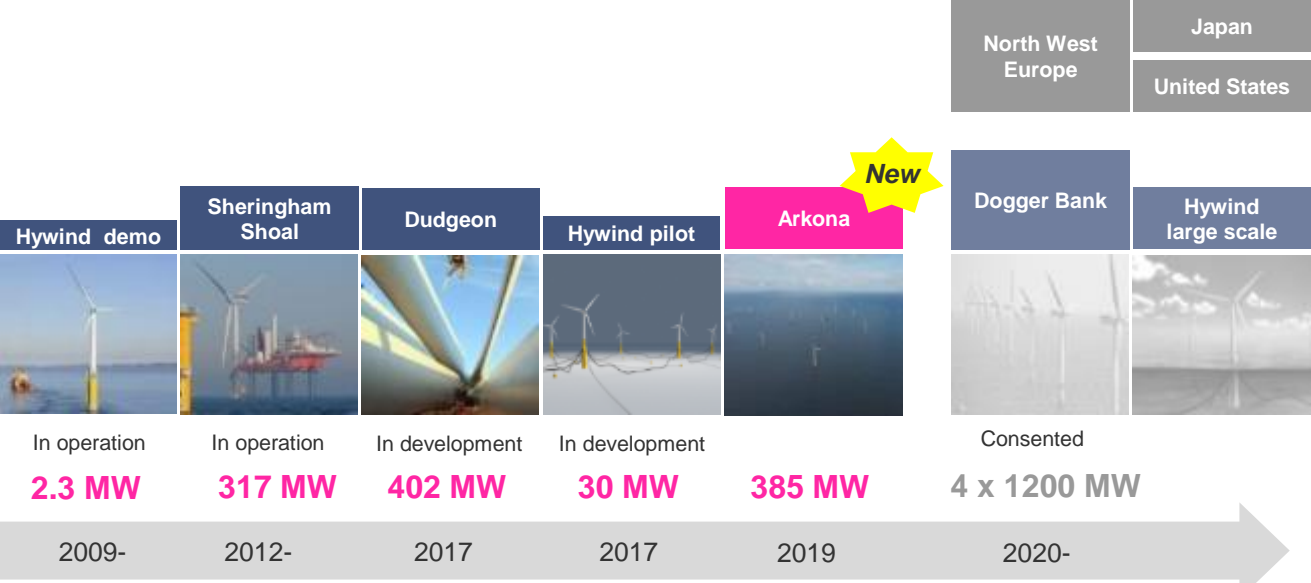 North West
Europe
Japan
United States
New
Hywind demo
Sheringham
Shoal
Dudgeon
Hywind pilot
Arkona
Dogger Bank
Hywind
large scale
In operation
In operation
In development
In development
Consented
2.3 MW
317 MW
402 MW
30 MW
385 MW
4 x 1200 MW
2009-
2012-
2017
2017
2019
2020-